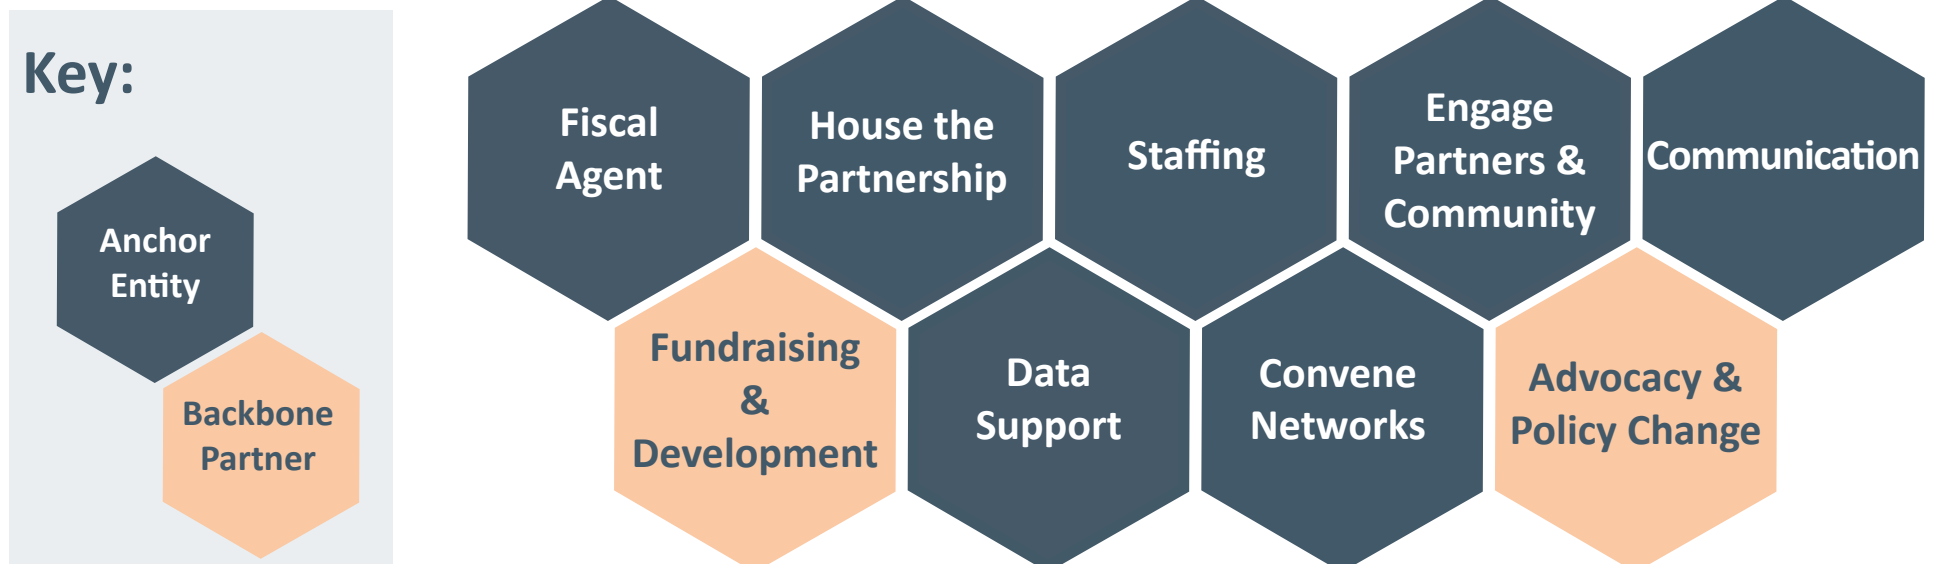 Key:
Anchor
Entity
Backbone
Partner
Fiscal
Agent
House the
Partnership
Staffing
Engage
Partners &
Community
Communication
Fundraising
&
Development
Data
Support
Convene
Networks
Advocacy &
Policy Change